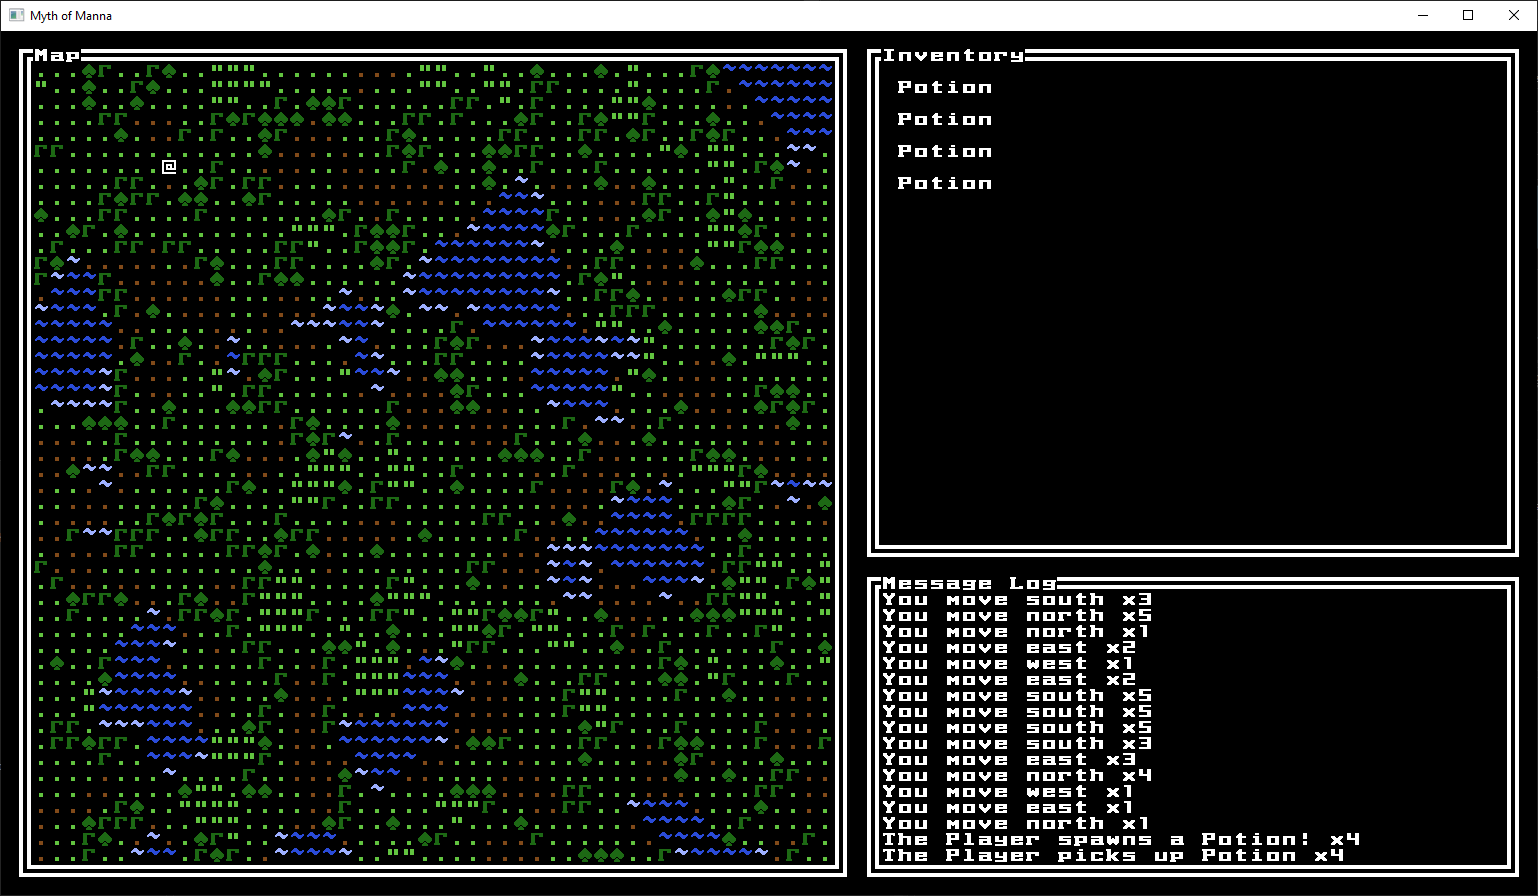 Myth of Manna
Map
@
Inventory
Potion
Potion
Potion
Potion
Message Log
You move south x3
You move north x5
You move north x1
You move east x2
You move west x1
You move east x2
You move south x5
You move south x5
You move south x5
You move south x3
You move east x3
You move north x4
You move west x1
You move east x1
You move north x1
The Player spawns a Potion! x4
The Player picks up Potion x4